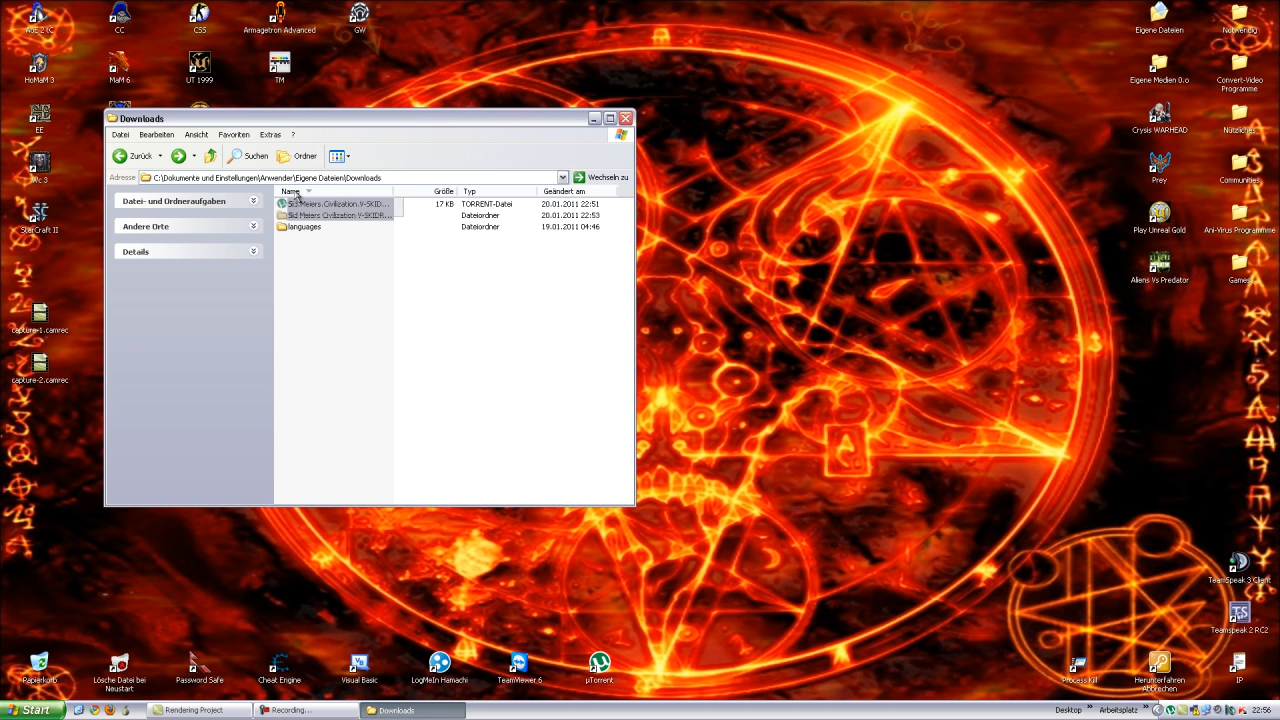 AoE 2 tC
CC
CSS
Armagetron Advanced
GW
Eigene Dateien
Notwendig
HoMaM 3
MaM 6
UT 1999
TM
Eigene Medien 0.o
Convert-Video
Programme
EE
Crysis WARHEAD
Nützliches
Wc 3
Prey
Communities
StarCraft II
Play Unreal Gold
Ani-Virus Programme
Aliens Vs Predator
Games
capture-1.camrec
capture-2.camrec
Downloads
Datei Bearbeiten Ansicht Favoriten Extras ?
Zurück Suchen Ordner
Adresse C:\Dokumente und Einstellungen\Anwender\Eigene Dateien\Downloads Wechseln zu
Name Größe Typ Geändert am
Sid.Meiers.Civilization.V-SKID... 17 KB TORRENT-Datei 20.01.2011 22:51
Sid Meiers Civilization V-SKIDR... Dateiordner 20.01.2011 22:53
languages Dateiordner 19.01.2011 04:46
Datei- und Ordneraufgaben
Andere Orte
Details
TeamSpeak 3 Client
Teamspeak 2 RC2
Papierkorb
Lösche Datei bei
Neustart
Password Safe
Cheat Engine
Visual Basic
LogMeIn Hamachi
TeamViewer 6
µTorrent
Process Kill
Herunterfahren
Abbrechen
IP
Start
Rendering Project
Recording...
Downloads
Desktop »
Arbeitsplatz »
22:56